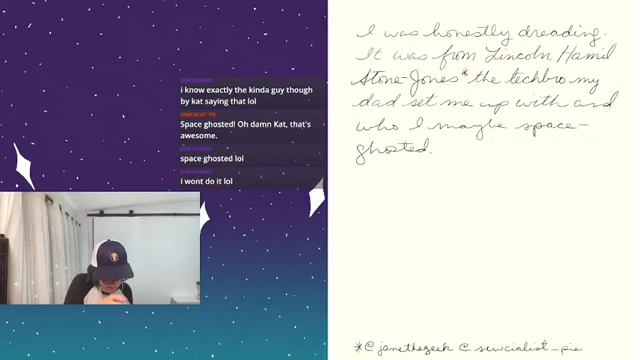 i know exactly the kinda guy though
by kat saying that lol
Space ghosted! Oh damn Kat, that's
awesome.
space ghosted lol
i wont do it lol
I was honestly dreading.
It was from Lincoln Hamil
Stone-Jones* the techbro my
dad set me up with and
who I maybe space-
ghosted.
*@janethegeek @ sewcialist_pie